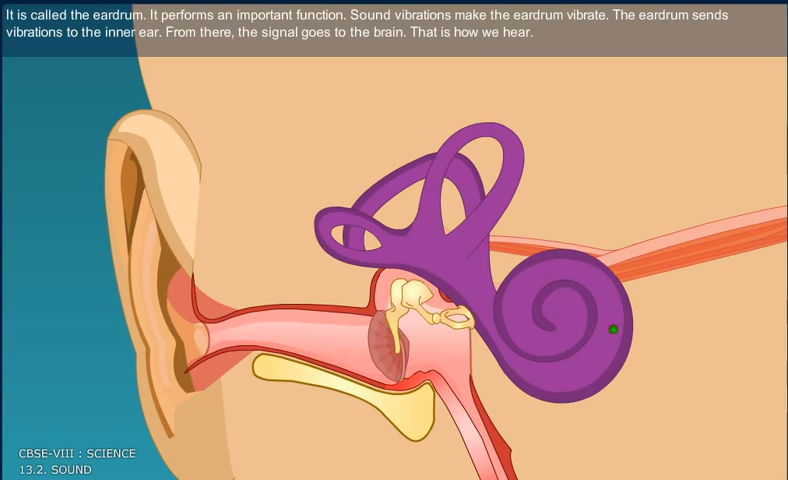 It is called the eardrum. It performs an important function. Sound vibrations make the eardrum vibrate. The eardrum sends
vibrations to the inner ear. From there, the signal goes to the brain. That is how we hear.
CBSE-VIII : SCIENCE
13.2. SOUND